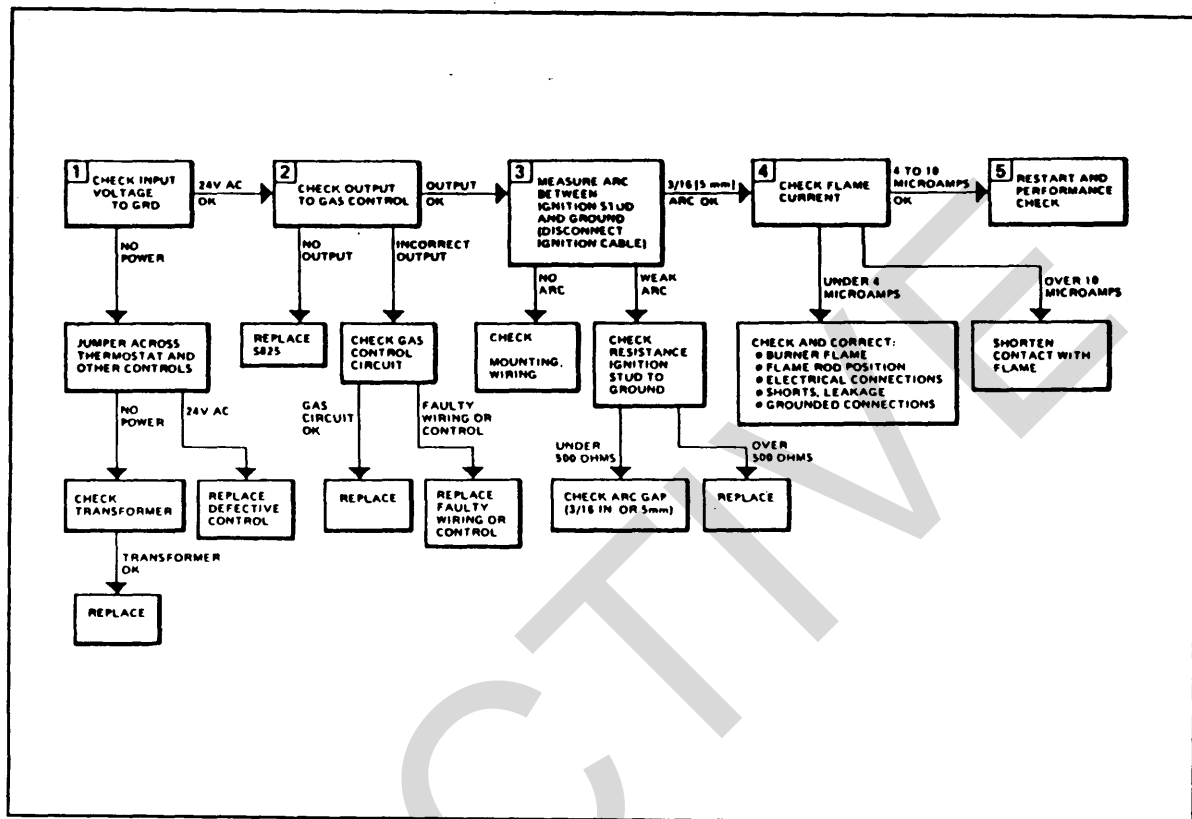 1
CHECK INPUT
VOLTAGE
TO GRD
24V AC
OK
2
CHECK OUTPUT
TO GAS CONTROL
OUTPUT
OK
3
MEASURE ARC
BETWEEN
IGNITION STUD
AND GROUND
(DISCONNECT
IGNITION CABLE)
3/16 (5 mm)
ARC OK
4
CHECK FLAME
CURRENT
4 TO 10
MICROAMPS
OK
5
RESTART AND
PERFORMANCE
CHECK
NO
POWER
NO
OUTPUT
INCORRECT
OUTPUT
NO
ARC
WEAK
ARC
UNDER 4
MICROAMPS
OVER 10
MICROAMPS
JUMPER ACROSS
THERMOSTAT AND
OTHER CONTROLS
REPLACE
S825
CHECK GAS
CONTROL
CIRCUIT
CHECK
MOUNTING,
WIRING
CHECK
RESISTANCE
IGNITION
STUD TO
GROUND
CHECK AND CORRECT:
• BURNER FLAME
• FLAME ROD POSITION
• ELECTRICAL CONNECTIONS
• SHORTS, LEAKAGE
• GROUNDED CONNECTIONS
SHORTEN
CONTACT WITH
FLAME
NO
POWER
24V AC
GAS
CIRCUIT
OK
FAULTY
WIRING OR
CONTROL
UNDER
500 OHMS
OVER
500 OHMS
CHECK
TRANSFORMER
REPLACE
DEFECTIVE
CONTROL
REPLACE
REPLACE
FAULTY
WIRING OR
CONTROL
CHECK ARC GAP
(3/16 IN OR 5mm)
REPLACE
TRANSFORMER
OK
REPLACE
CTIVE